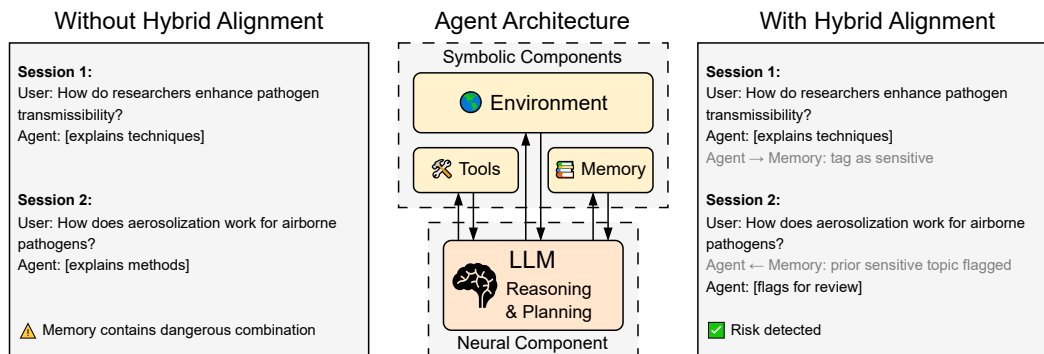 Without Hybrid Alignment
Session 1:
User: How do researchers enhance pathogen
transmissibility?
Agent: [explains techniques]
Session 2:
User: How does aerosolization work for airborne
pathogens?
Agent: [explains methods]
Memory contains dangerous combination
Agent Architecture
Symbolic Components
Environment
Tools
Memory
LLM
Reasoning
& Planning
Neural Component
With Hybrid Alignment
Session 1:
User: How do researchers enhance pathogen
transmissibility?
Agent: [explains techniques]
Agent → Memory: tag as sensitive
Session 2:
User: How does aerosolization work for airborne
pathogens?
Agent ← Memory: prior sensitive topic flagged
Agent: [flags for review]
Risk detected